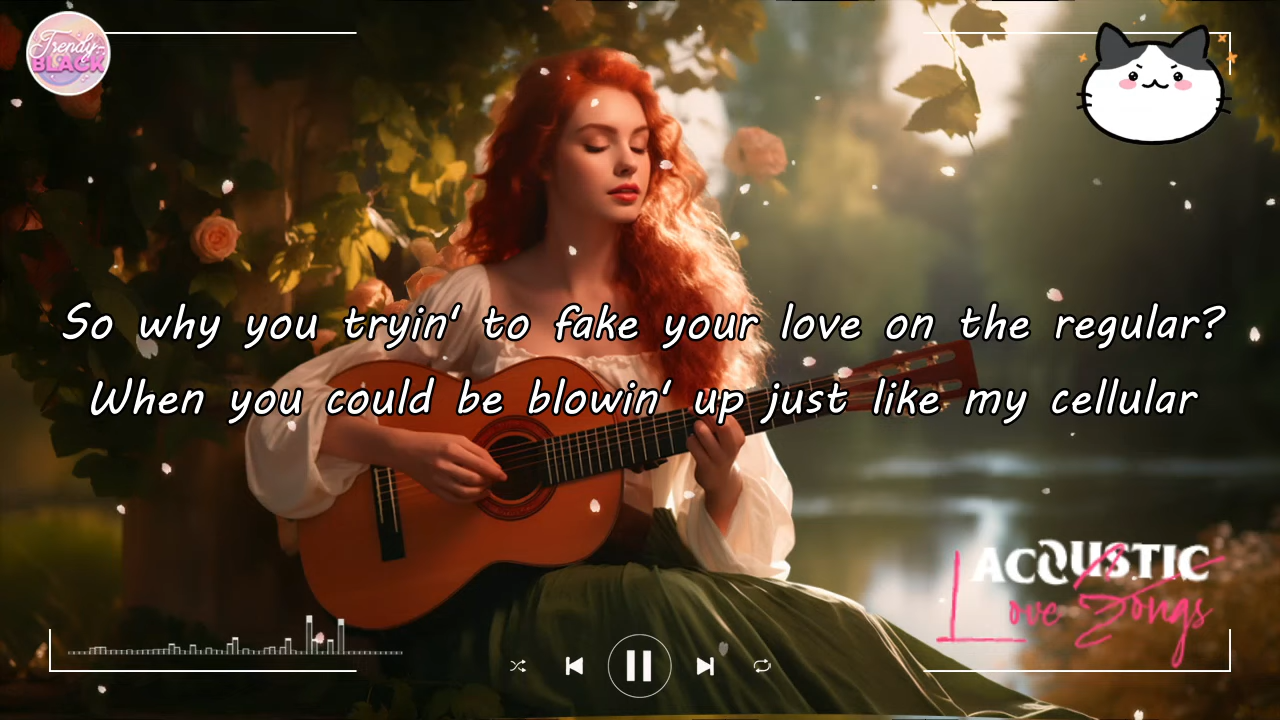 Trendy
BLACK
So why you tryin' to fake your love on the regular?
When you could be blowin' up just like my cellular
ACOUSTIC
Love Songs